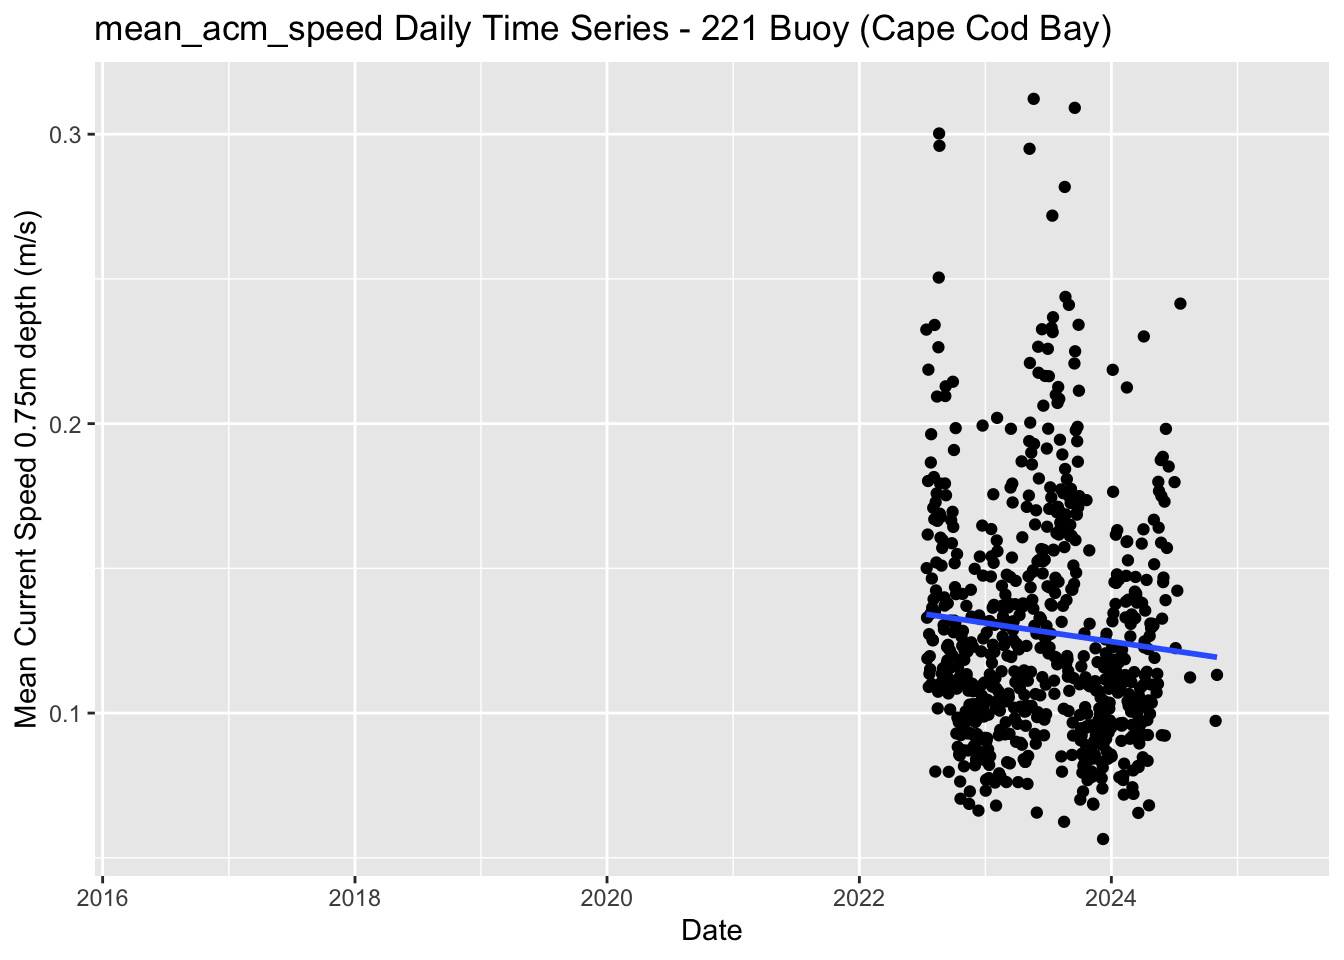 mean_acm_speed Daily Time Series - 221 Buoy (Cape Cod Bay)
Mean Current Speed 0.75m depth (m/s)
0.3
0.2
0.1
2016 2018 2020 2022 2024
Date